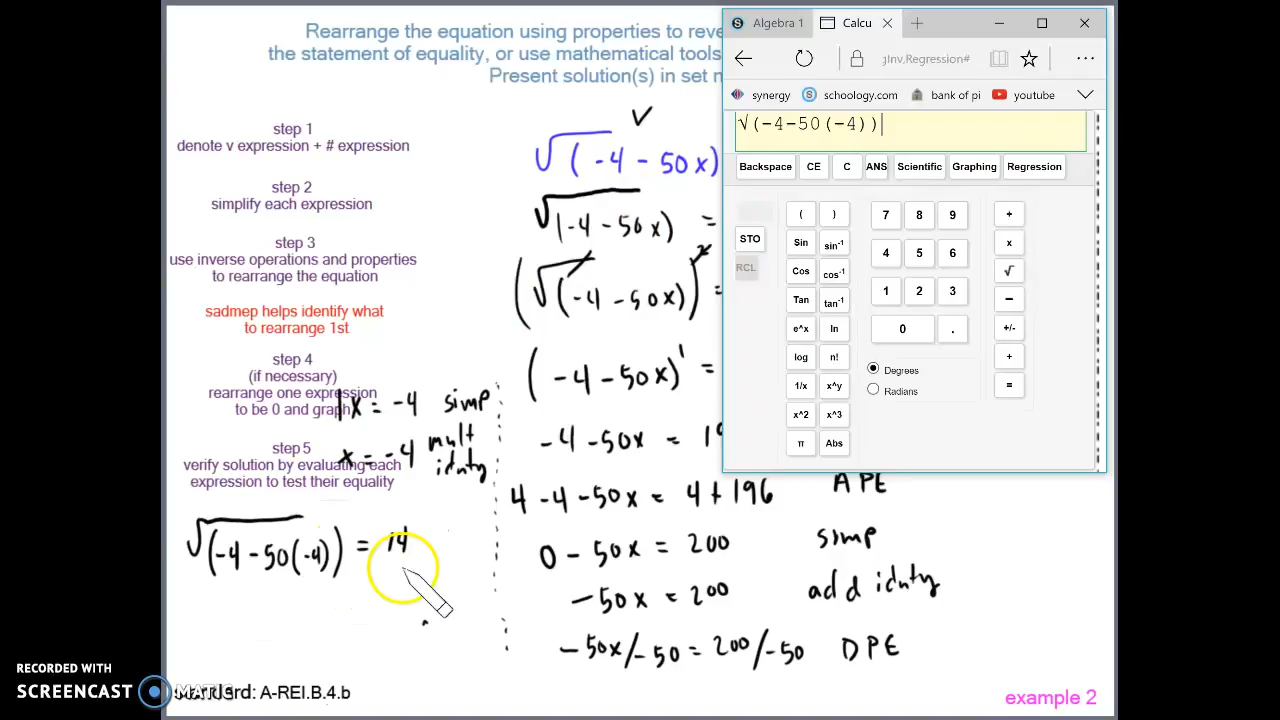 Rearrange the equation using properties to reve
the statement of equality, or use mathematical tools
Present solution(s) in set n
Algebra 1
Calcu
gInv,Regression#
synergy
schoology.com
bank of pi
youtube
√(-4-50(-4))
Backspace CE C ANS Scientific Graphing Regression
( ) 7 8 9 +
STO Sin sin⁻¹ 4 5 6 x
RCL Cos cos⁻¹ 1 2 3 √
Tan tan⁻¹ −
e^x ln 0 . +/-
log n! +
1/x x^y =
x^2 x^3
π Abs
Degrees
Radians
step 1
denote v expression + # expression
step 2
simplify each expression
step 3
use inverse operations and properties
to rearrange the equation
sadmep helps identify what
to rearrange 1st
step 4
(if necessary)
rearrange one expression
to be 0 and graph
step 5
verify solution by evaluating each
expression to test their equality
1x = -4 simp
x = -4 mult
idnty
√(-4-50(-4)) = 14
v
√(-4-50x)
√(-4-50x) =
(√(-4-50x))² =
(-4-50x)¹ =
-4-50x = 19
4-4-50x = 4+196 APE
0-50x = 200 simp
-50x = 200 add idnty
-50x/-50 = 200/-50 DPE
A-REI.B.4.b
example 2
RECORDED WITH
SCREENCAST MATIC